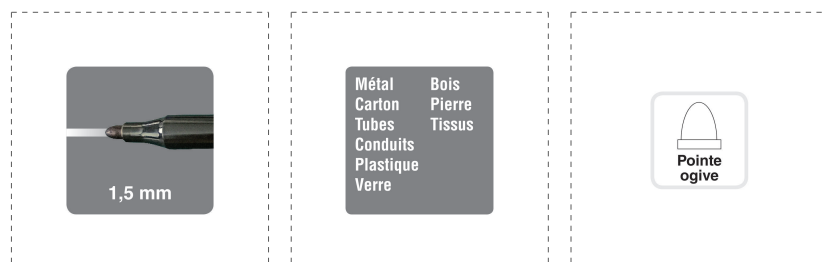 1,5 mm
Métal
Carton
Tubes
Conduits
Plastique
Verre
Bois
Pierre
Tissus
Pointe
ogive